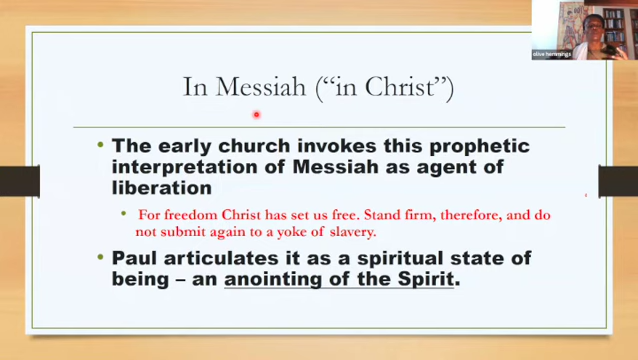 In Messiah ("in Christ")
• The early church invokes this prophetic
interpretation of Messiah as agent of
liberation
• For freedom Christ has set us free. Stand firm, therefore, and do
not submit again to a yoke of slavery.
• Paul articulates it as a spiritual state of
being – an anointing of the Spirit.
olive hemmings